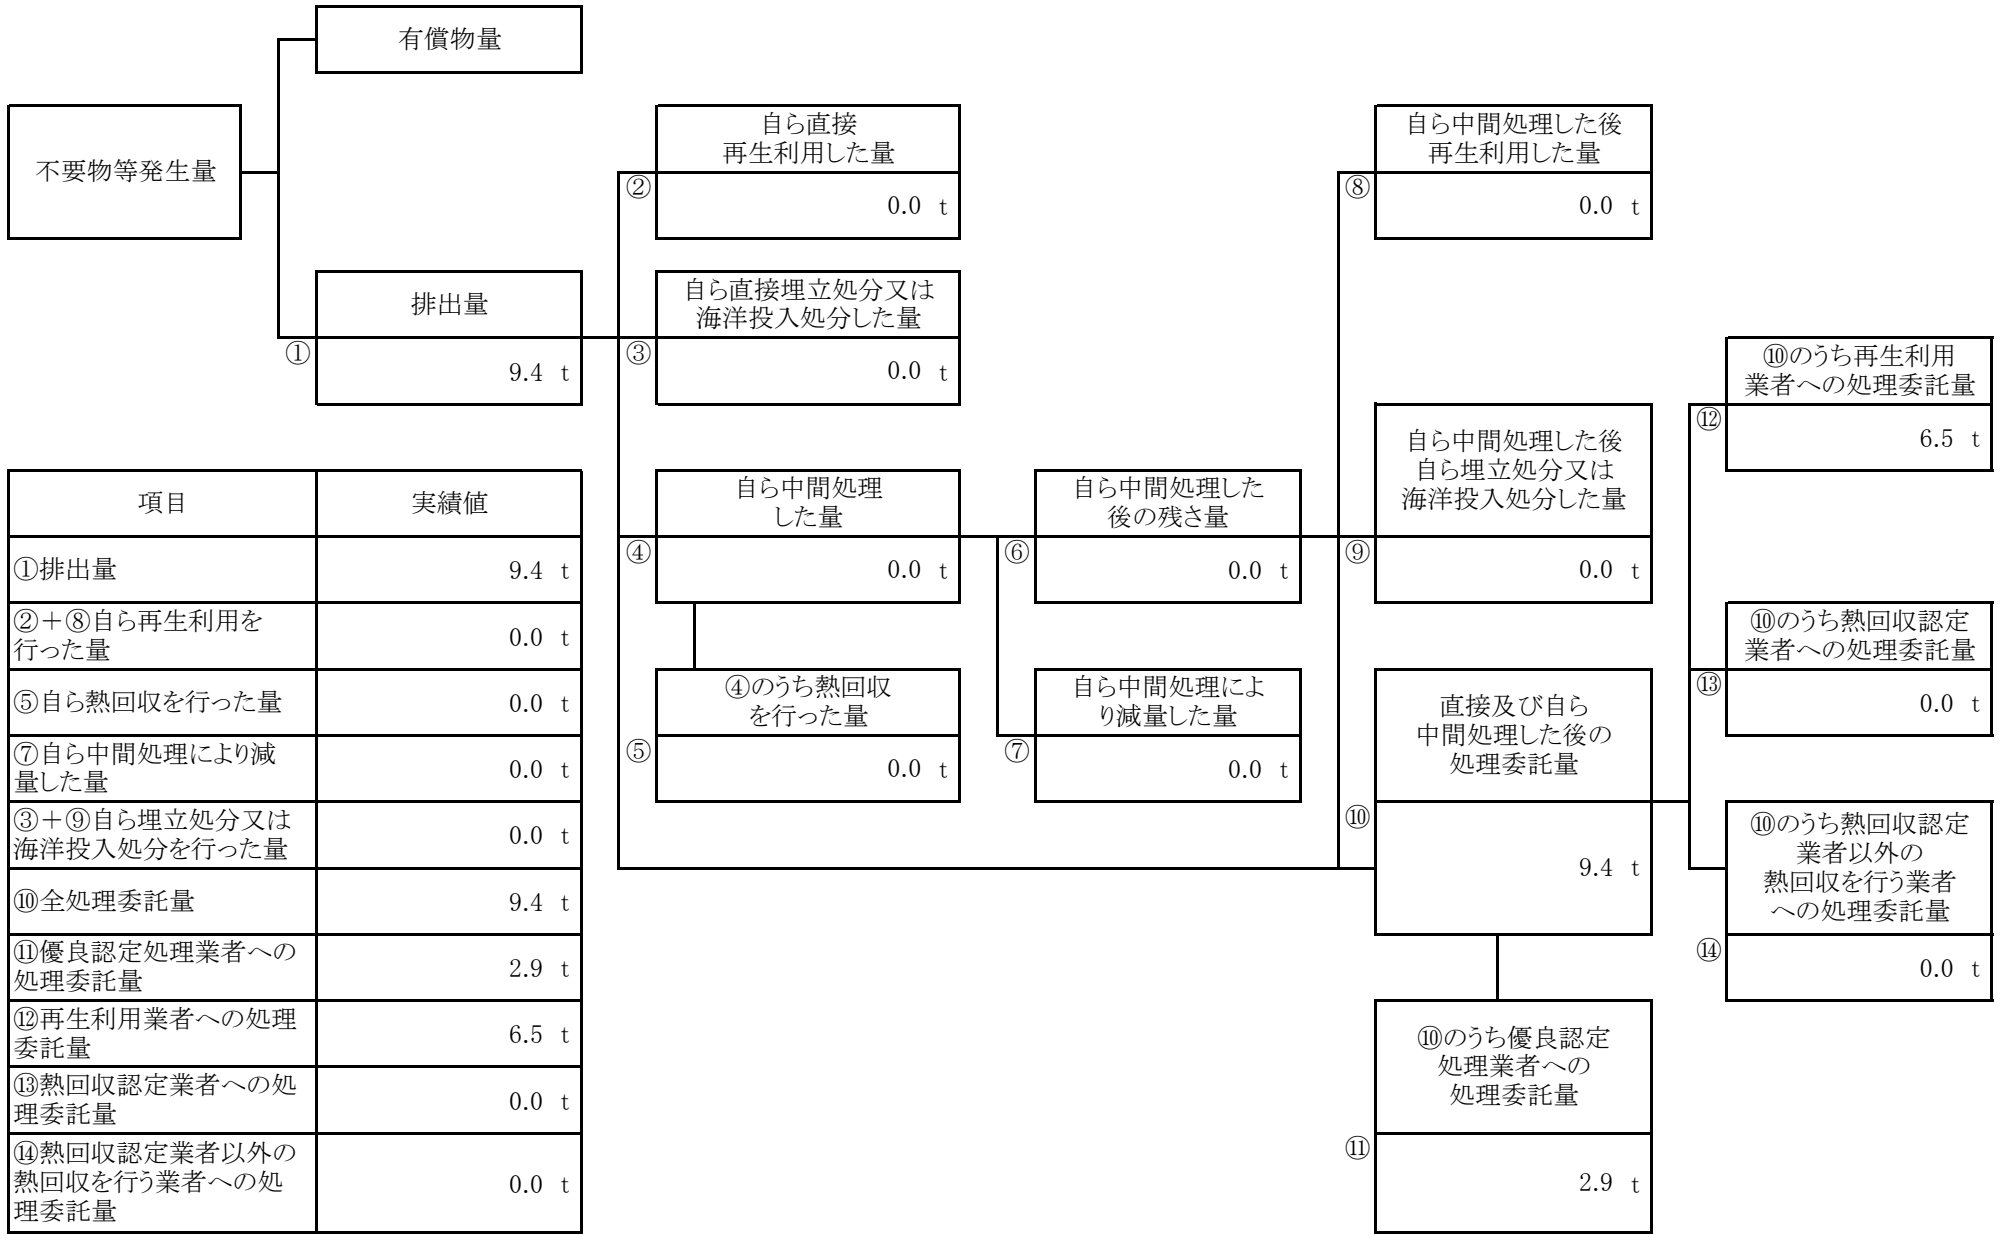 有償物量
不要物等発生量
排出量
①
9.4 t
自ら直接
再生利用した量
②
0.0 t
自ら直接埋立処分又は
海洋投入処分した量
③
0.0 t
自ら中間処理
した量
④
0.0 t
④のうち熱回収
を行った量
⑤
0.0 t
自ら中間処理した
後の残さ量
⑥
0.0 t
自ら中間処理によ
り減量した量
⑦
0.0 t
自ら中間処理した後
再生利用した量
⑧
0.0 t
自ら中間処理した後
自ら埋立処分又は
海洋投入処分した量
⑨
0.0 t
直接及び自ら
中間処理した後の
処理委託量
⑩
9.4 t
⑩のうち優良認定
処理業者への
処理委託量
⑪
2.9 t
⑩のうち再生利用
業者への処理委託量
⑫
6.5 t
⑩のうち熱回収認定
業者への処理委託量
⑬
0.0 t
⑩のうち熱回収認定
業者以外の
熱回収を行う業者
への処理委託量
⑭
0.0 t
項目 実績値
①排出量 9.4 t
②＋⑧自ら再生利用を
行った量 0.0 t
⑤自ら熱回収を行った量 0.0 t
⑦自ら中間処理により減
量した量 0.0 t
③＋⑨自ら埋立処分又は
海洋投入処分を行った量 0.0 t
⑩全処理委託量 9.4 t
⑪優良認定処理業者への
処理委託量 2.9 t
⑫再生利用業者への処理
委託量 6.5 t
⑬熱回収認定業者への処
理委託量 0.0 t
⑭熱回収認定業者以外の
熱回収を行う業者への処
理委託量 0.0 t